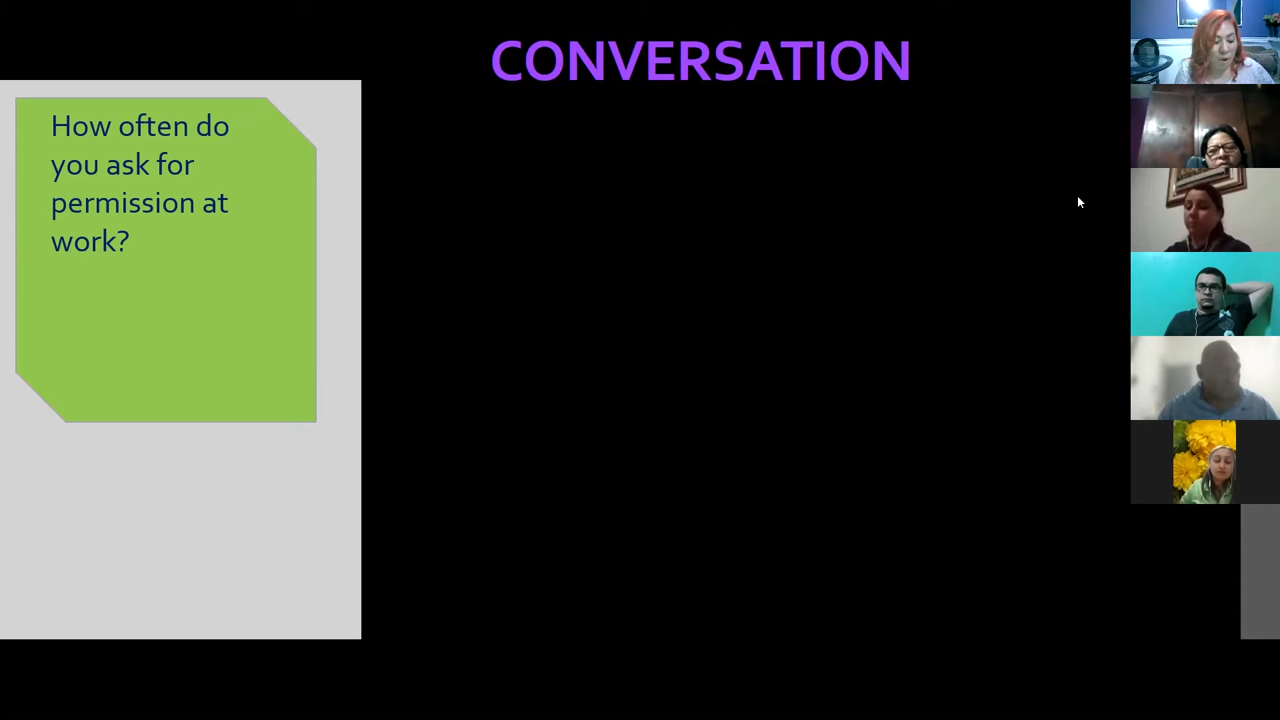 CONVERSATION
How often do
you ask for
permission at
work?